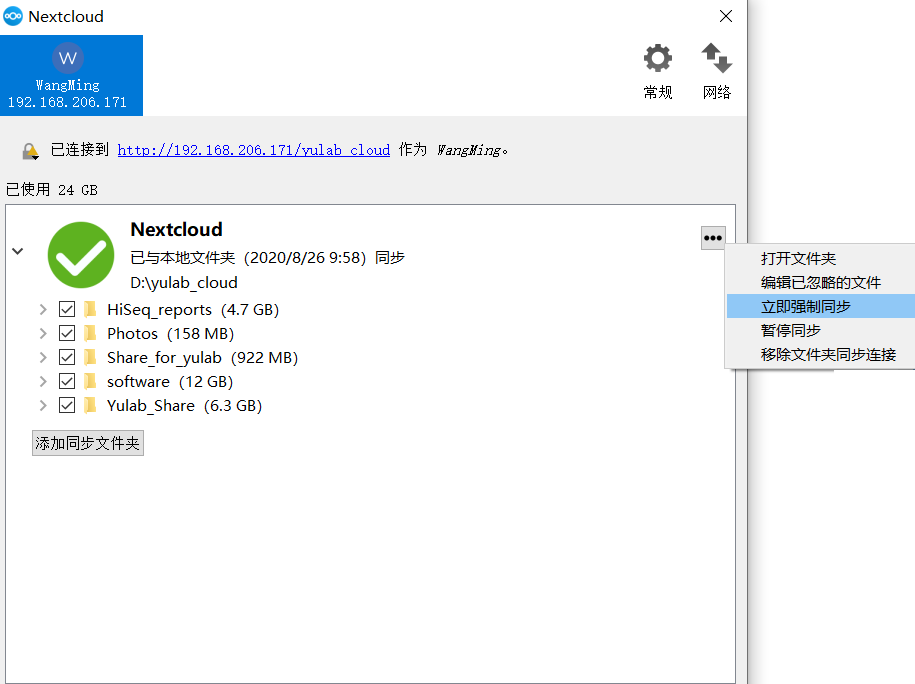 Nextcloud
W
WangMing
192.168.206.171
常规
网络
已连接到 http://192.168.206.171/yulab_cloud 作为 WangMing。
已使用 24 GB
Nextcloud
已与本地文件夹（2020/8/26 9:58）同步
D:\yulab_cloud
HiSeq_reports (4.7 GB)
Photos (158 MB)
Share_for_yulab (922 MB)
software (12 GB)
Yulab_Share (6.3 GB)
添加同步文件夹
打开文件夹
编辑已忽略的文件
立即强制同步
暂停同步
移除文件夹同步连接